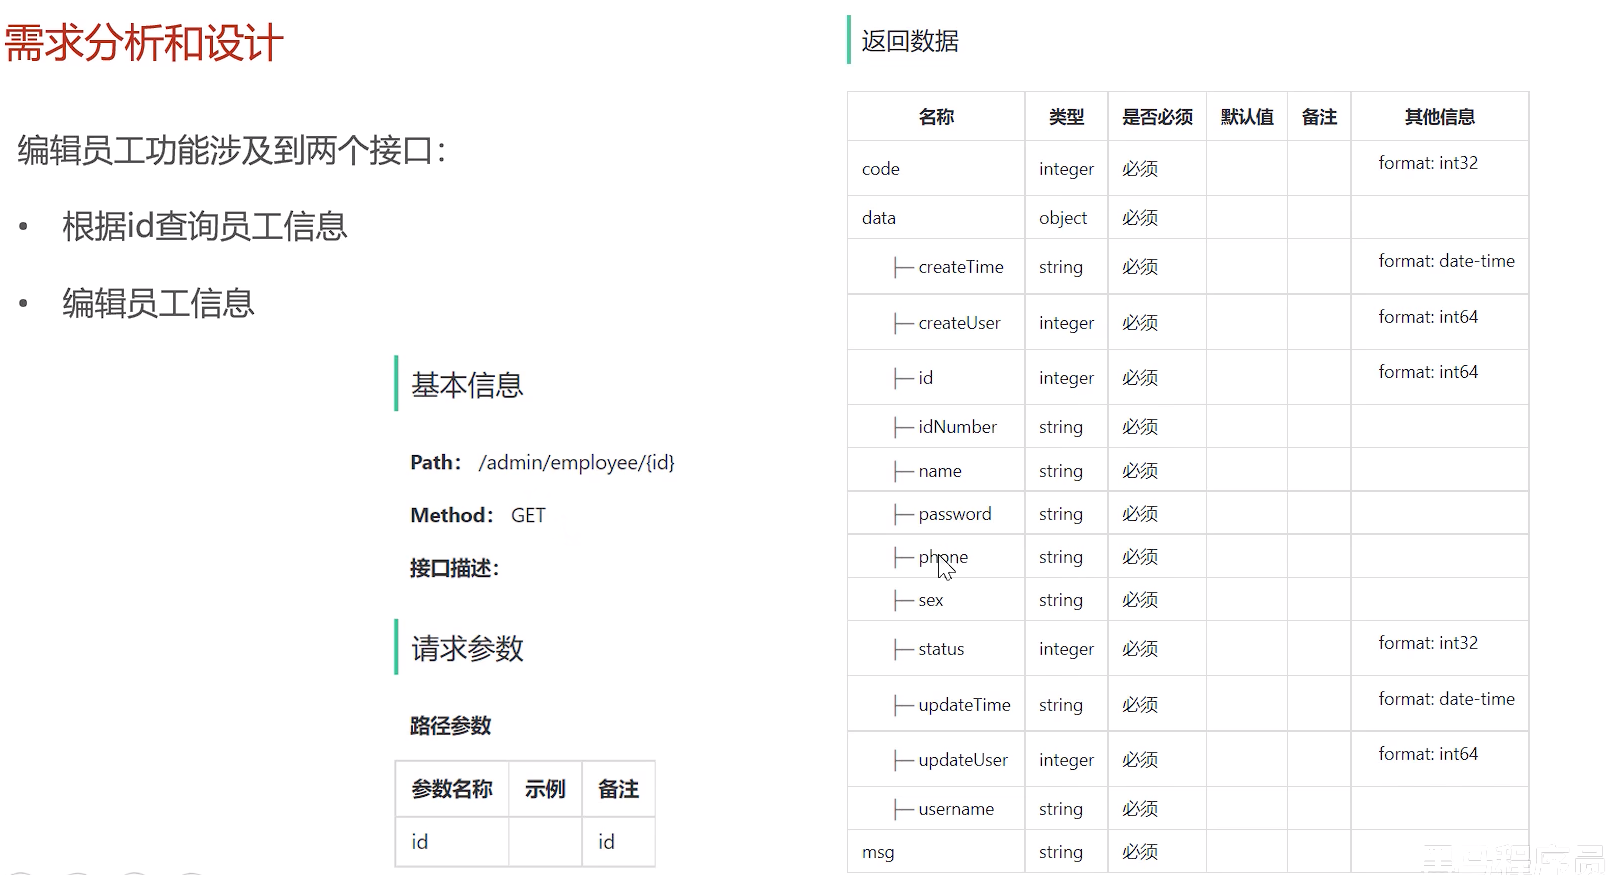 需求分析和设计
编辑员工功能涉及到两个接口：
• 根据id查询员工信息
• 编辑员工信息
基本信息
Path： /admin/employee/{id}
Method： GET
接口描述：
请求参数
路径参数
参数名称 示例 备注
id id
返回数据
名称 类型 是否必须 默认值 备注 其他信息
code integer 必须 format: int32
data object 必须
├─ createTime string 必须 format: date-time
├─ createUser integer 必须 format: int64
├─ id integer 必须 format: int64
├─ idNumber string 必须
├─ name string 必须
├─ password string 必须
├─ phone string 必须
├─ sex string 必须
├─ status integer 必须 format: int32
├─ updateTime string 必须 format: date-time
├─ updateUser integer 必须 format: int64
├─ username string 必须
msg string 必须
黑马程序员